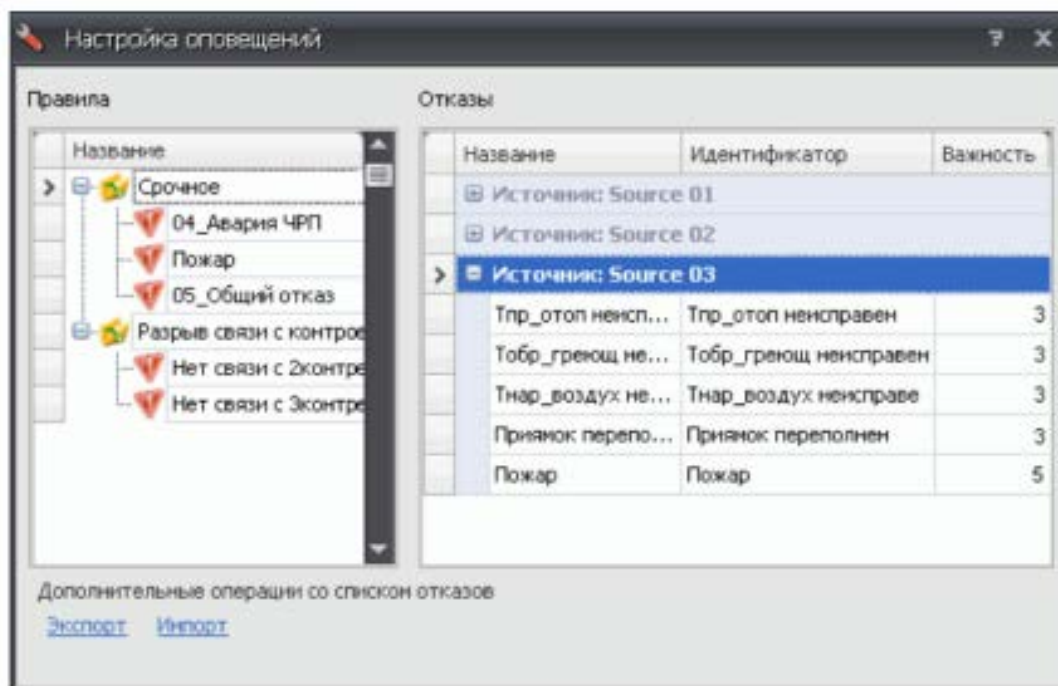 Настройка оповещений
Правила
Отказы
Название
Срочное
04_Авария ЧРП
Пожар
05_Общий отказ
Разрыв связи с контрое
Нет связи с 2контре
Нет связи с 3контре
Название Идентификатор Важность
Источник: Source 01
Источник: Source 02
Источник: Source 03
Тпр_отоп неисп... Тпр_отоп неисправен 3
Тобр_греющ не... Тобр_греющ неисправен 3
Тнар_воздух не... Тнар_воздух неисправе 3
Приямок перепо... Приямок переполнен 3
Пожар Пожар 5
Дополнительные операции со списком отказов
Экспорт Импорт